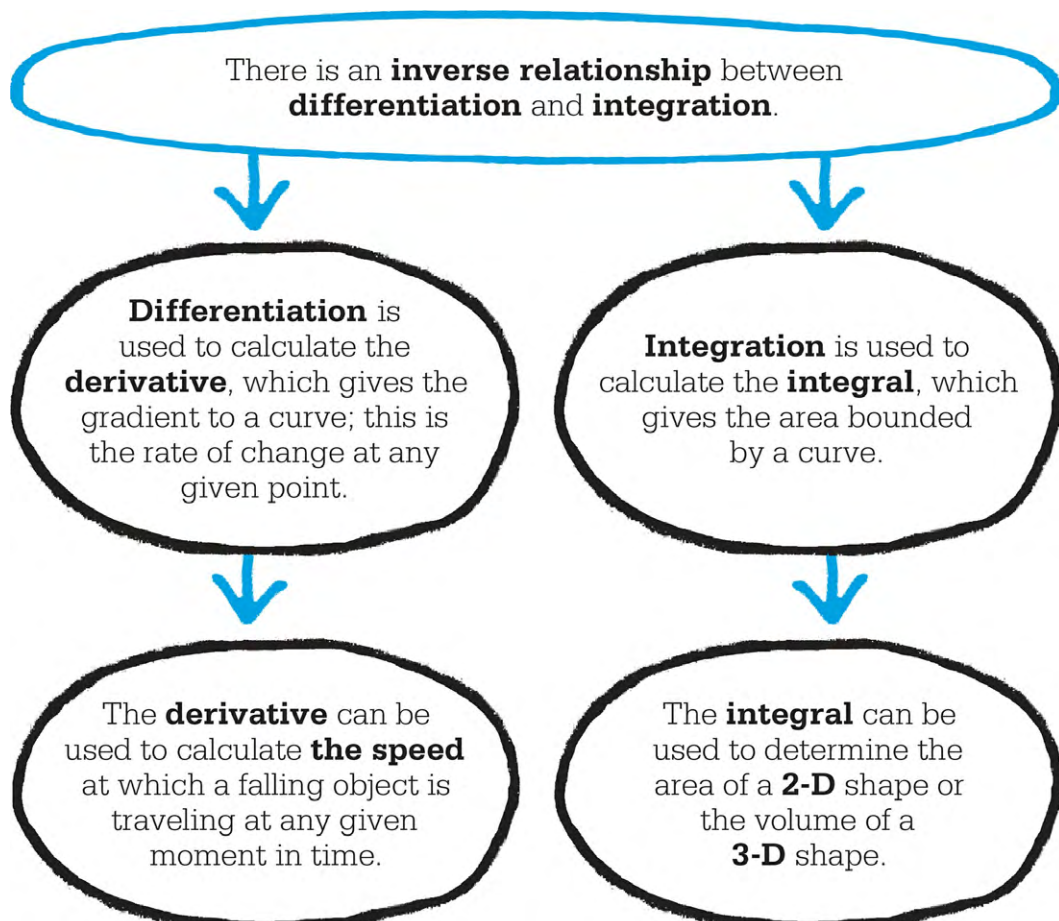 There is an inverse relationship between
differentiation and integration.
Differentiation is
used to calculate the
derivative, which gives the
gradient to a curve; this is
the rate of change at any
given point.
Integration is used to
calculate the integral, which
gives the area bounded
by a curve.
The derivative can be
used to calculate the speed
at which a falling object is
traveling at any given
moment in time.
The integral can be
used to determine the
area of a 2-D shape or
the volume of a
3-D shape.